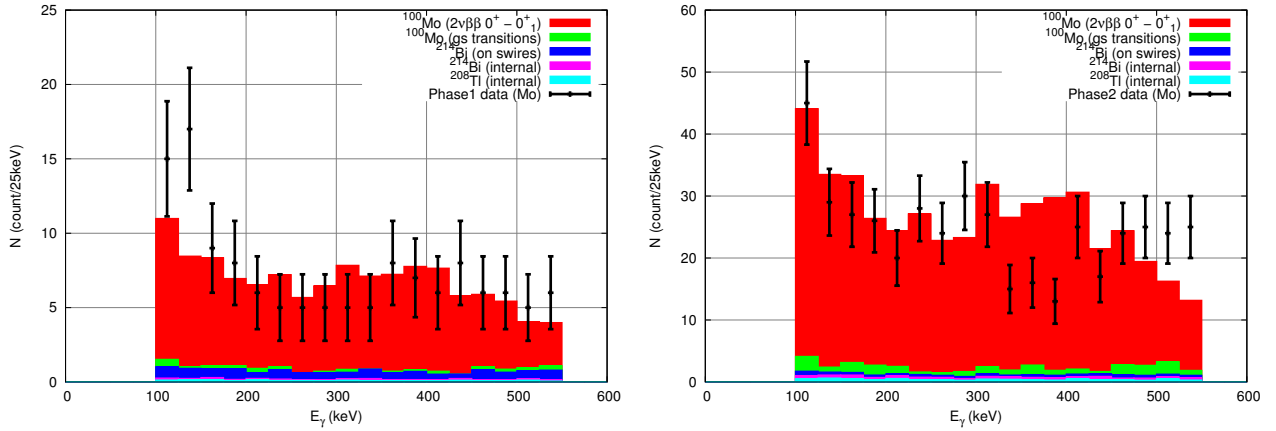 25
20
15
10
5
0
N (count/25keV)
0
100
200
300
400
500
600
Eγ (keV)
¹⁰⁰Mo (2νββ 0⁺ − 0⁺₁)
¹⁰⁰Mo (gs transitions)
²¹⁴Bi (on swires)
²¹⁴Bi (internal)
²⁰⁸Tl (internal)
Phase1 data (Mo)
60
50
40
30
20
10
0
N (count/25keV)
0
100
200
300
400
500
600
Eγ (keV)
¹⁰⁰Mo (2νββ 0⁺ − 0⁺₁)
¹⁰⁰Mo (gs transitions)
²¹⁴Bi (on swires)
²¹⁴Bi (internal)
²⁰⁸Tl (internal)
Phase2 data (Mo)